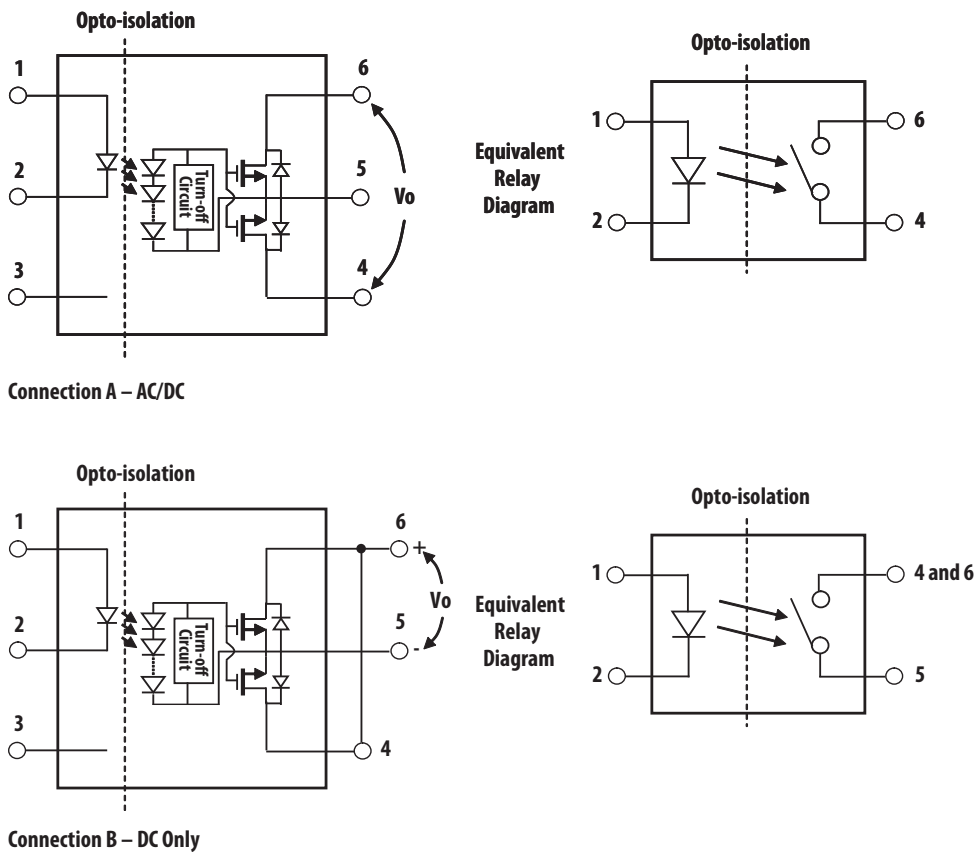 Opto-isolation
1
6
2
5
3
4
Turn-off
Circuit
Vo
Equivalent
Relay
Diagram
Opto-isolation
1
6
2
4
Connection A – AC/DC
Opto-isolation
1
6
+
2
5
-
3
4
Turn-off
Circuit
Vo
Equivalent
Relay
Diagram
Opto-isolation
1
4 and 6
2
5
Connection B – DC Only